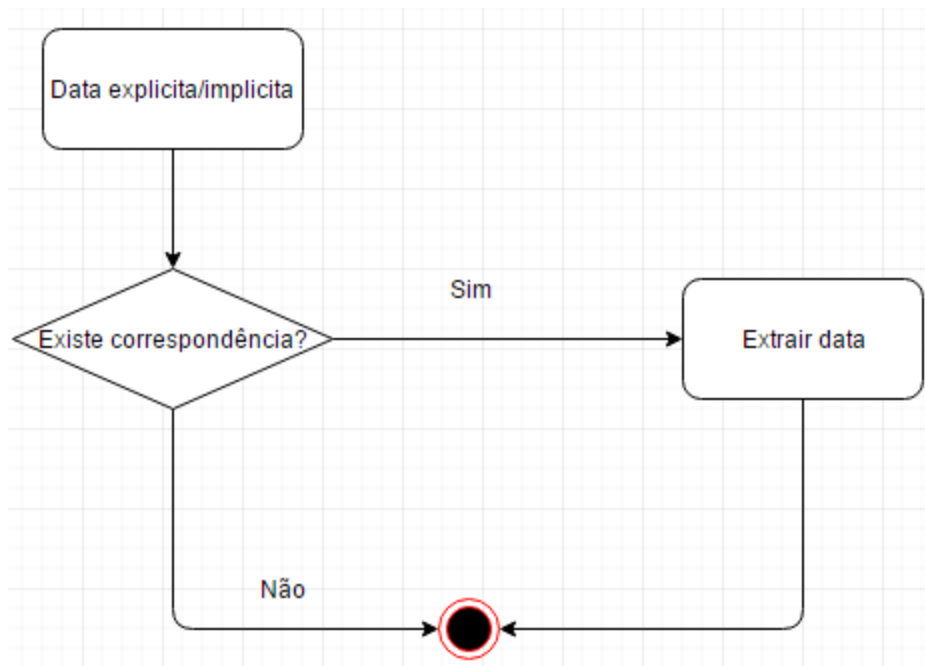 Data explicita/implicita
Sim
Existe correspondência?
Extrair data
Não